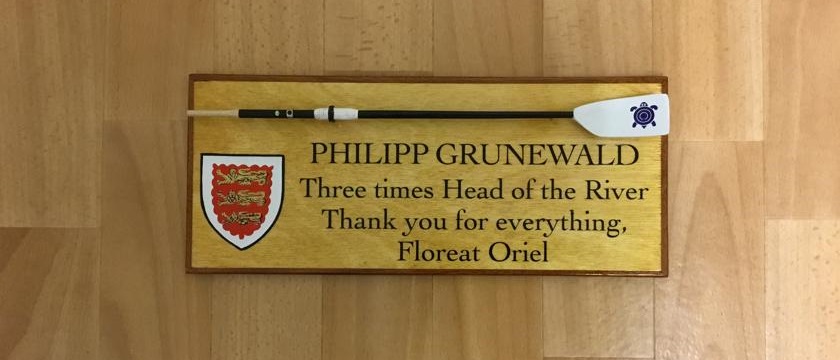 PHILIPP GRUNEWALD
Three times Head of the River
Thank you for everything,
Floreat Oriel